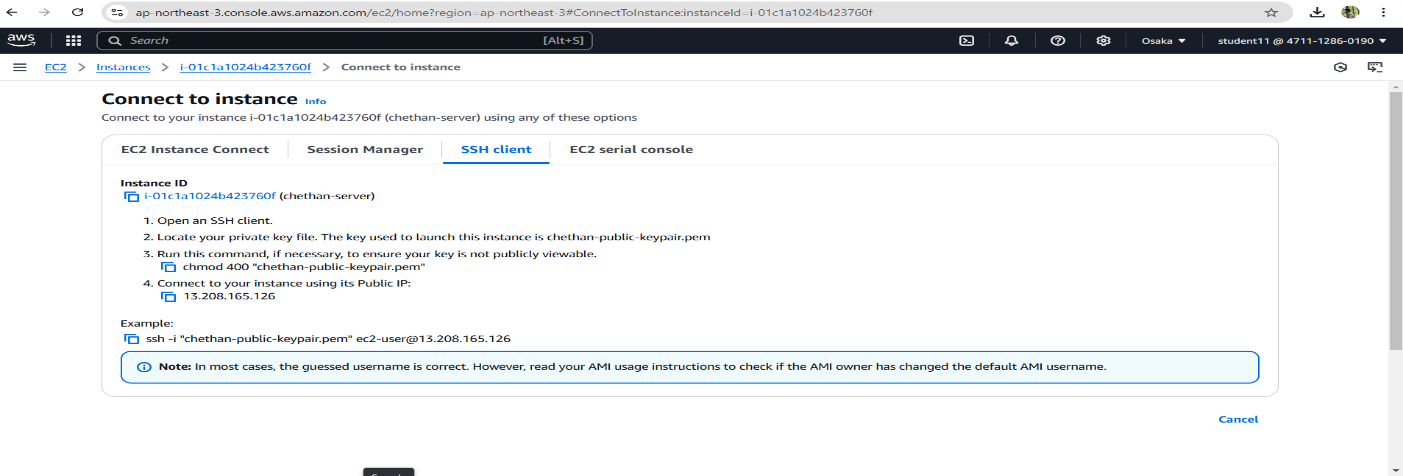 ap-northeast-3.console.aws.amazon.com/ec2/home?region=ap-northeast-3#ConnectToInstance:instanceId=i-01c1a1024b423760f
aws Search [Alt+S] Osaka student11 @ 4711-1286-0190
EC2 > Instances > i-01c1a1024b423760f > Connect to instance
Connect to instance Info
Connect to your instance i-01c1a1024b423760f (chethan-server) using any of these options
EC2 Instance Connect Session Manager SSH client EC2 serial console
Instance ID
i-01c1a1024b423760f (chethan-server)
1. Open an SSH client.
2. Locate your private key file. The key used to launch this instance is chethan-public-keypair.pem
3. Run this command, if necessary, to ensure your key is not publicly viewable.
chmod 400 "chethan-public-keypair.pem"
4. Connect to your instance using its Public IP:
13.208.165.126
Example:
ssh -i "chethan-public-keypair.pem" ec2-user@13.208.165.126
Note: In most cases, the guessed username is correct. However, read your AMI usage instructions to check if the AMI owner has changed the default AMI username.
Cancel